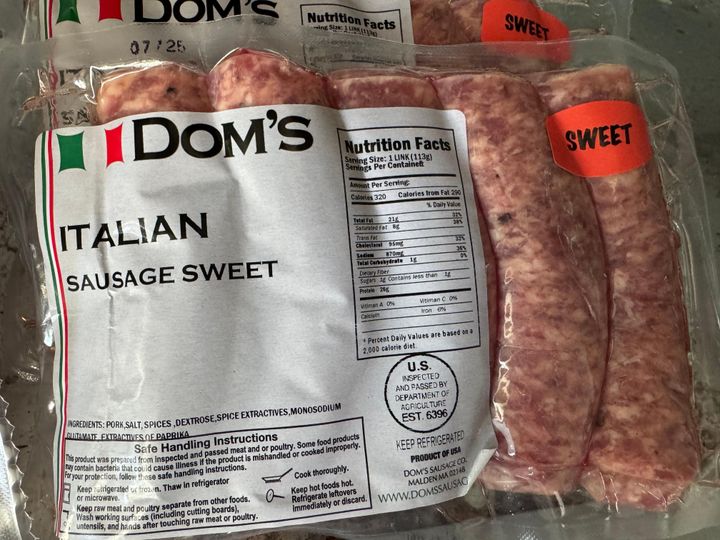 DOM'S
Nutrition Facts
SWEET
07/25
DOM'S
SWEET
Nutrition Facts
Serving Size: 1 LINK (113g)
Servings Per Container:
Amount Per Serving:
Calories 320 Calories from Fat 290
% Daily Value
Total Fat 21g 32%
Saturated Fat 8g 38%
Trans Fat
Cholesterol 95mg 32%
Sodium 870mg 36%
Total Carbohydrate 1g 0%
Dietary Fiber
Sugars 1g Contains less than 1g
Protein 26g
Vitiman A 0% Vitiman C 0%
Calcium Iron 0%
* Percent Daily Values are based on a
2,000 calorie diet.
ITALIAN
SAUSAGE SWEET
U.S.
INSPECTED
AND PASSED BY
DEPARTMENT OF
AGRICULTURE
EST. 6396
INGREDIENTS: PORK,SALT,SPICES ,DEXTROSE,SPICE EXTRACTIVES,MONOSODIUM
GLUTAMATE, EXTRACTIVES OF PAPRIKA
KEEP REFRIGERATED
PRODUCT OF USA
DOM'S SAUSAGE CO.
MALDEN MA 02148
WWW.DOMSSAUSAG
Safe Handling Instructions
This product was prepared from inspected and passed meat and or poultry. Some food products
may contain bacteria that could cause illness if the product is mishandled or cooked improperly.
For your protection, follow these safe handling instructions.
Keep refrigerated or frozen. Thaw in refrigerator
or microwave.
Keep raw meat and poultry separate from other foods.
Wash working surfaces (including cutting boards),
untensils, and hands after touching raw meat or poultry.
Cook thoroughly.
Keep hot foods hot.
Refrigerate leftovers
immediately or discard.